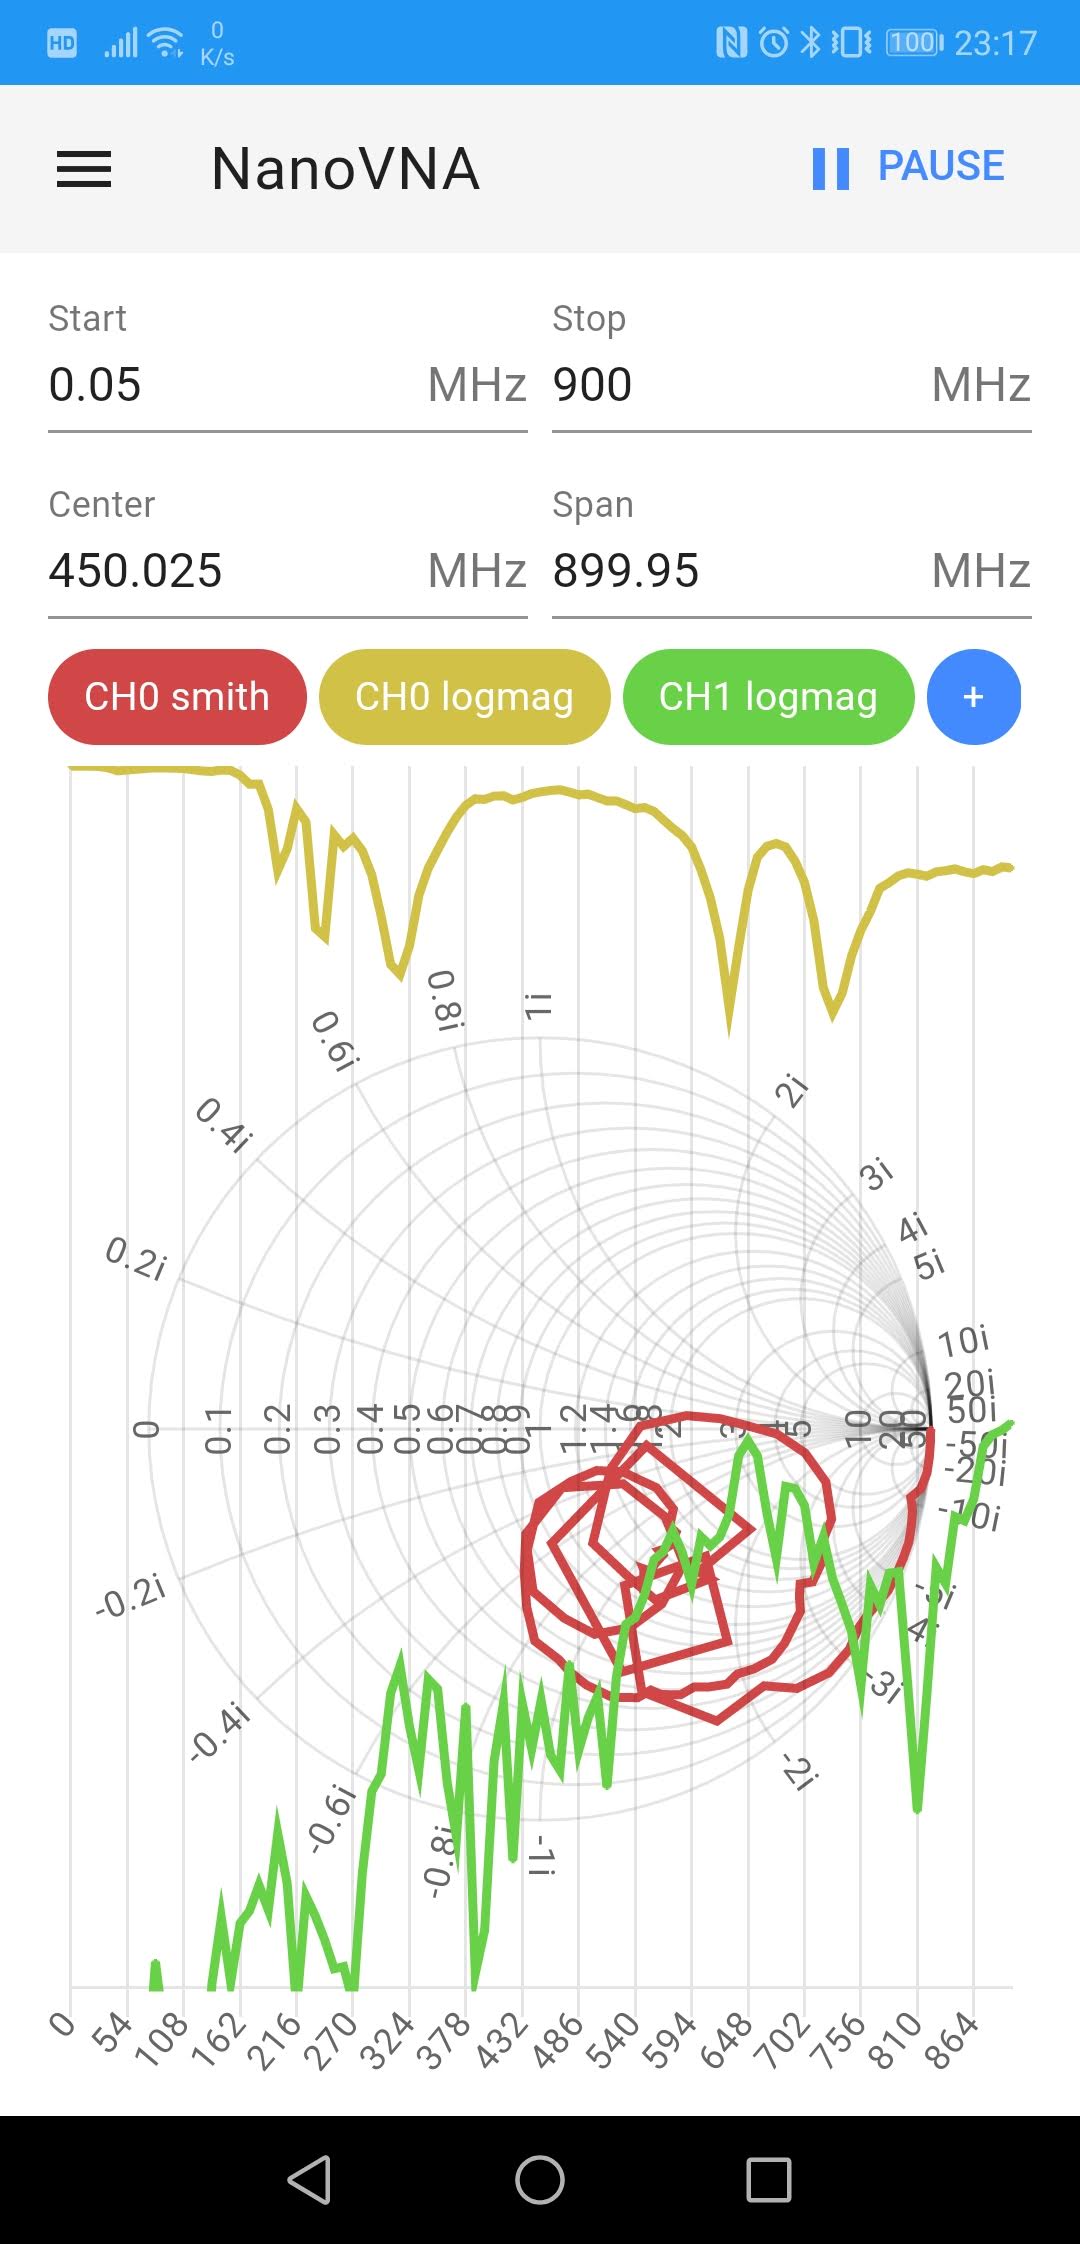 HD 0 K/s 100 23:17
NanoVNA PAUSE
Start Stop
0.05 MHz 900 MHz
Center Span
450.025 MHz 899.95 MHz
CH0 smith CH0 logmag CH1 logmag +
0.8i 1i
0.6i
2i
0.4i
3i
4i
0.2i 5i
10i
20i
50i
0 0.1 0.2 0.3 0.4 0.5 0.6 0.7 0.8 0.9 1 1.2 1.4 1.6 1.8 2 3 4 5 10 20 50
-50i
-20i
-10i
-0.2i
-3i
-0.4i
-2i
-0.6i
-0.8i -1i
0 54 108 162 216 270 324 378 432 486 540 594 648 702 756 810 864